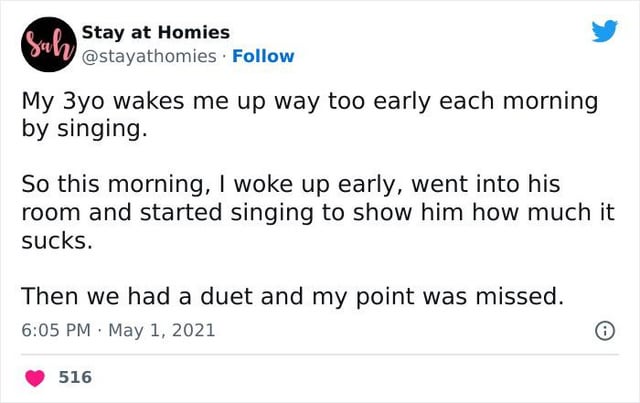 Sah
Stay at Homies
@stayathomies · Follow
My 3yo wakes me up way too early each morning
by singing.
So this morning, I woke up early, went into his
room and started singing to show him how much it
sucks.
Then we had a duet and my point was missed.
6:05 PM · May 1, 2021
516